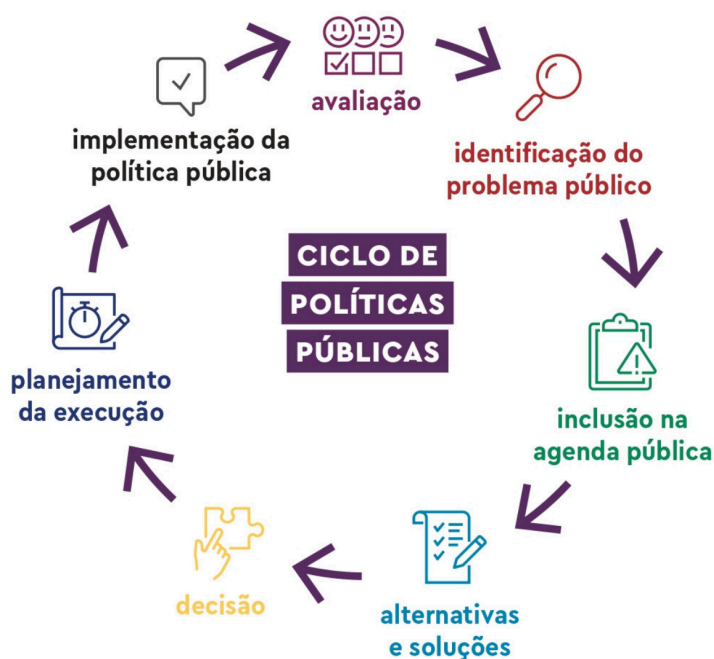 avaliação
identificação do
problema público
inclusão na
agenda pública
alternativas
e soluções
decisão
planejamento
da execução
implementação da
política pública
CICLO DE
POLÍTICAS
PÚBLICAS